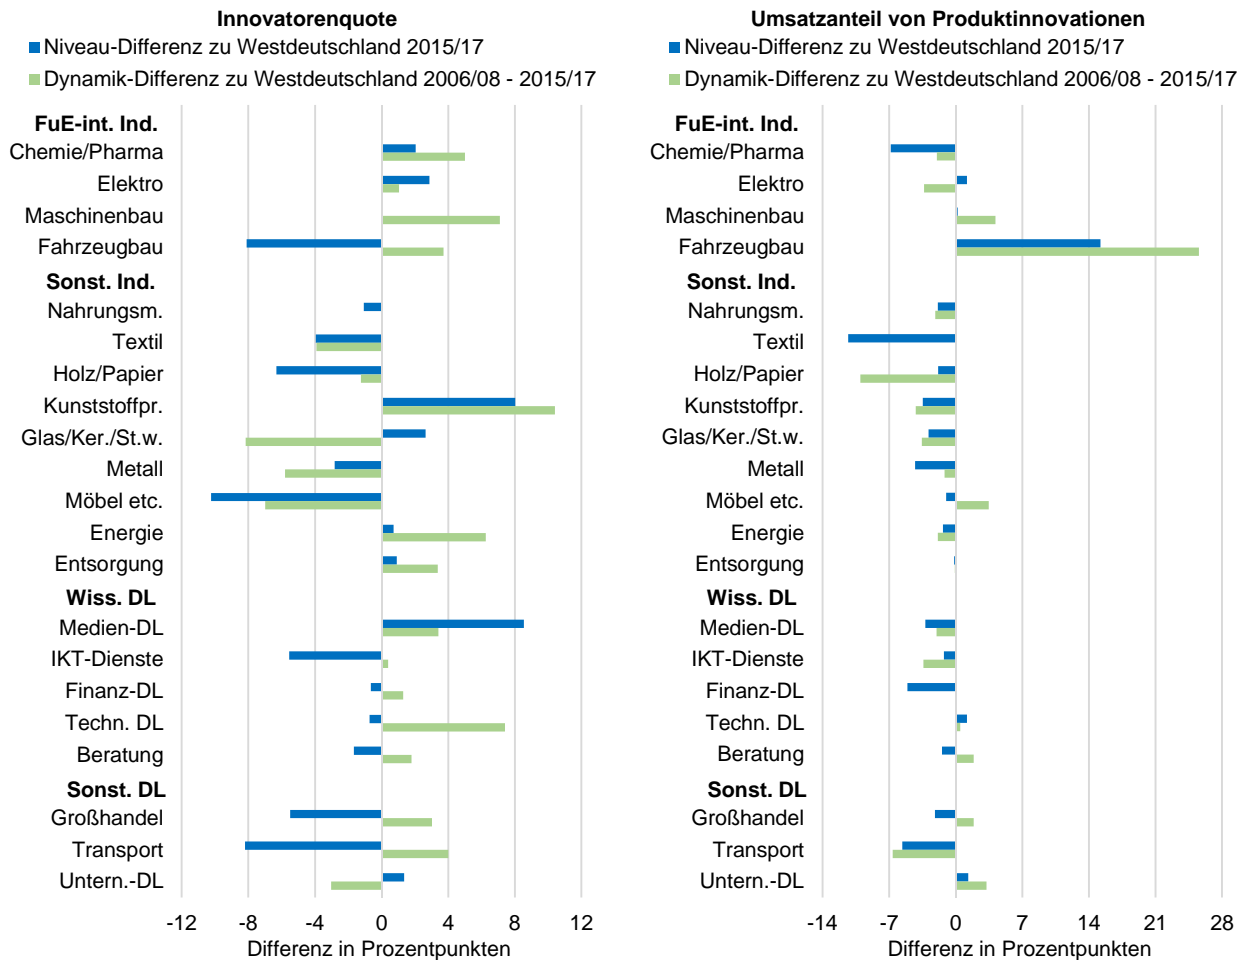 Innovatorenquote
Niveau-Differenz zu Westdeutschland 2015/17
Dynamik-Differenz zu Westdeutschland 2006/08 - 2015/17
FuE-int. Ind.
Chemie/Pharma
Elektro
Maschinenbau
Fahrzeugbau
Sonst. Ind.
Nahrungsm.
Textil
Holz/Papier
Kunststoffpr.
Glas/Ker./St.w.
Metall
Möbel etc.
Energie
Entsorgung
Wiss. DL
Medien-DL
IKT-Dienste
Finanz-DL
Techn. DL
Beratung
Sonst. DL
Großhandel
Transport
Untern.-DL
-12 -8 -4 0 4 8 12
Differenz in Prozentpunkten
Umsatzanteil von Produktinnovationen
Niveau-Differenz zu Westdeutschland 2015/17
Dynamik-Differenz zu Westdeutschland 2006/08 - 2015/17
FuE-int. Ind.
Chemie/Pharma
Elektro
Maschinenbau
Fahrzeugbau
Sonst. Ind.
Nahrungsm.
Textil
Holz/Papier
Kunststoffpr.
Glas/Ker./St.w.
Metall
Möbel etc.
Energie
Entsorgung
Wiss. DL
Medien-DL
IKT-Dienste
Finanz-DL
Techn. DL
Beratung
Sonst. DL
Großhandel
Transport
Untern.-DL
-14 -7 0 7 14 21 28
Differenz in Prozentpunkten